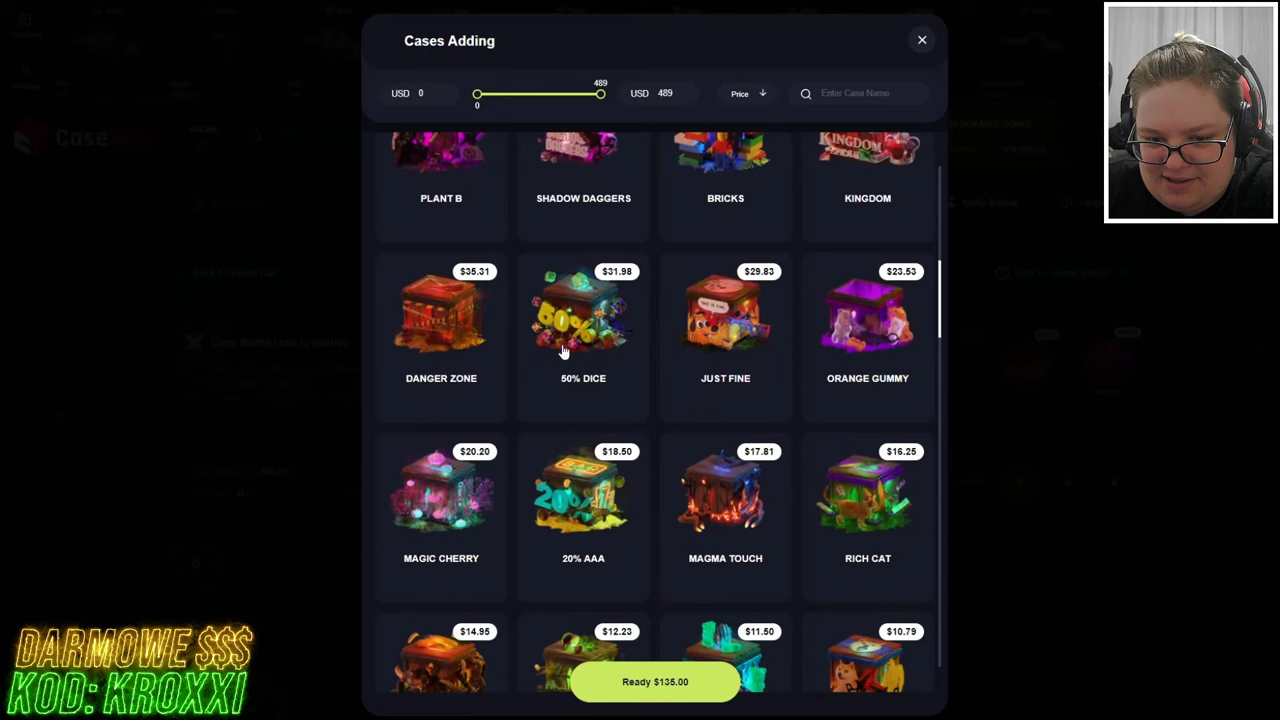 Cases Adding
USD 0
489
0
USD 489
Price
Enter Case Name
PLANT B
SHADOW DAGGERS
BRICKS
KINGDOM
$35.31
$31.98
$29.83
$23.53
50%
DANGER ZONE
50% DICE
JUST FINE
ORANGE GUMMY
$20.20
$18.50
$17.81
$16.25
20%
MAGIC CHERRY
20% AAA
MAGMA TOUCH
RICH CAT
$14.95
$12.23
$11.50
$10.79
Ready $135.00
DARMOWE $$$
KOD: KROXXI